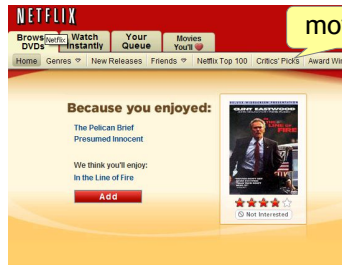 NETFLIX
mo
Brows Netflix Watch Your Movies
DVDs Instantly Queue You'll
Home Genres New Releases Friends Netflix Top 100 Critics' Picks Award Wi
Because you enjoyed:
The Pelican Brief
Presumed Innocent
We think you'll enjoy:
In the Line of Fire
Add
CLINT EASTWOOD
IN THE
LINE OF
FIRE
Not Interested